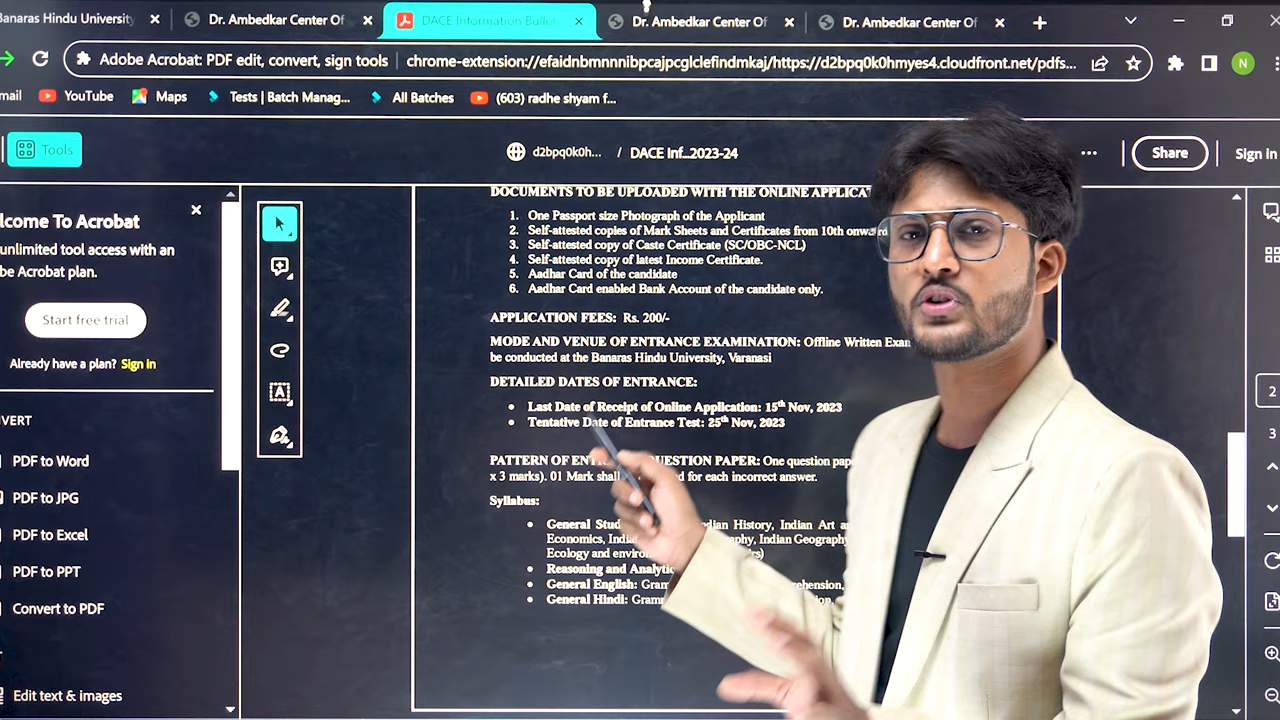 Banaras Hindu University
Dr. Ambedkar Center Of
DACE Information Bulle
Dr. Ambedkar Center Of
Dr. Ambedkar Center Of
Adobe Acrobat: PDF edit, convert, sign tools
chrome-extension://efaidnbmnnnibpcajpcglclefindmkaj/https://d2bpq0k0hmyes4.cloudfront.net/pdfs...
N
mail
YouTube
Maps
Tests | Batch Manag...
All Batches
(603) radhe shyam f...
Tools
d2bpq0k0h... / DACE Inf...2023-24
...
Share
Sign in
lcome To Acrobat
unlimited tool access with an
be Acrobat plan.
Start free trial
Already have a plan? Sign in
VERT
PDF to Word
PDF to JPG
PDF to Excel
PDF to PPT
Convert to PDF
Edit text & images
DOCUMENTS TO BE UPLOADED WITH THE ONLINE APPLICAT
1. One Passport size Photograph of the Applicant
2. Self-attested copies of Mark Sheets and Certificates from 10th onward
3. Self-attested copy of Caste Certificate (SC/OBC-NCL)
4. Self-attested copy of latest Income Certificate.
5. Aadhar Card of the candidate
6. Aadhar Card enabled Bank Account of the candidate only.
APPLICATION FEES: Rs. 200/-
MODE AND VENUE OF ENTRANCE EXAMINATION: Offline Written Exam
be conducted at the Banaras Hindu University, Varanasi
DETAILED DATES OF ENTRANCE:
• Last Date of Receipt of Online Application: 15th Nov, 2023
• Tentative Date of Entrance Test: 25th Nov, 2023
PATTERN OF QUESTION PAPER: One question pape
x 3 marks). 01 Mark shall for each incorrect answer.
Syllabus:
• General Stud Indian History, Indian Art a
Economics, India Indian Geography
Ecology and enviro
• Reasoning and Analytic
• General English: Gram
• General Hindi: Gramm
2
3